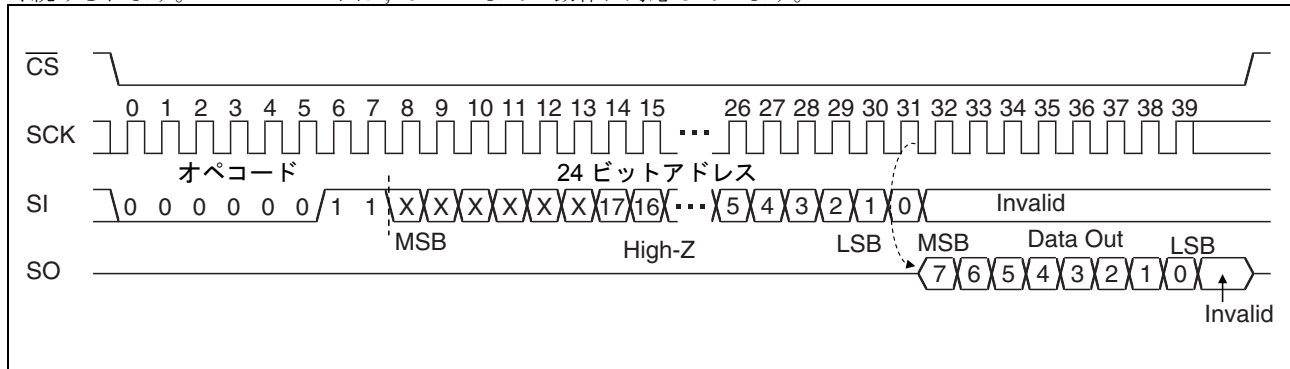 CS
0 1 2 3 4 5 6 7 8 9 10 11 12 13 14 15 26 27 28 29 30 31 32 33 34 35 36 37 38 39
SCK ···
オペコード 24 ビットアドレス
SI 0 0 0 0 0 0 1 1 X X X X X X 17 16 ··· 5 4 3 2 1 0 Invalid
MSB High-Z LSB MSB Data Out LSB
SO 7 6 5 4 3 2 1 0
Invalid